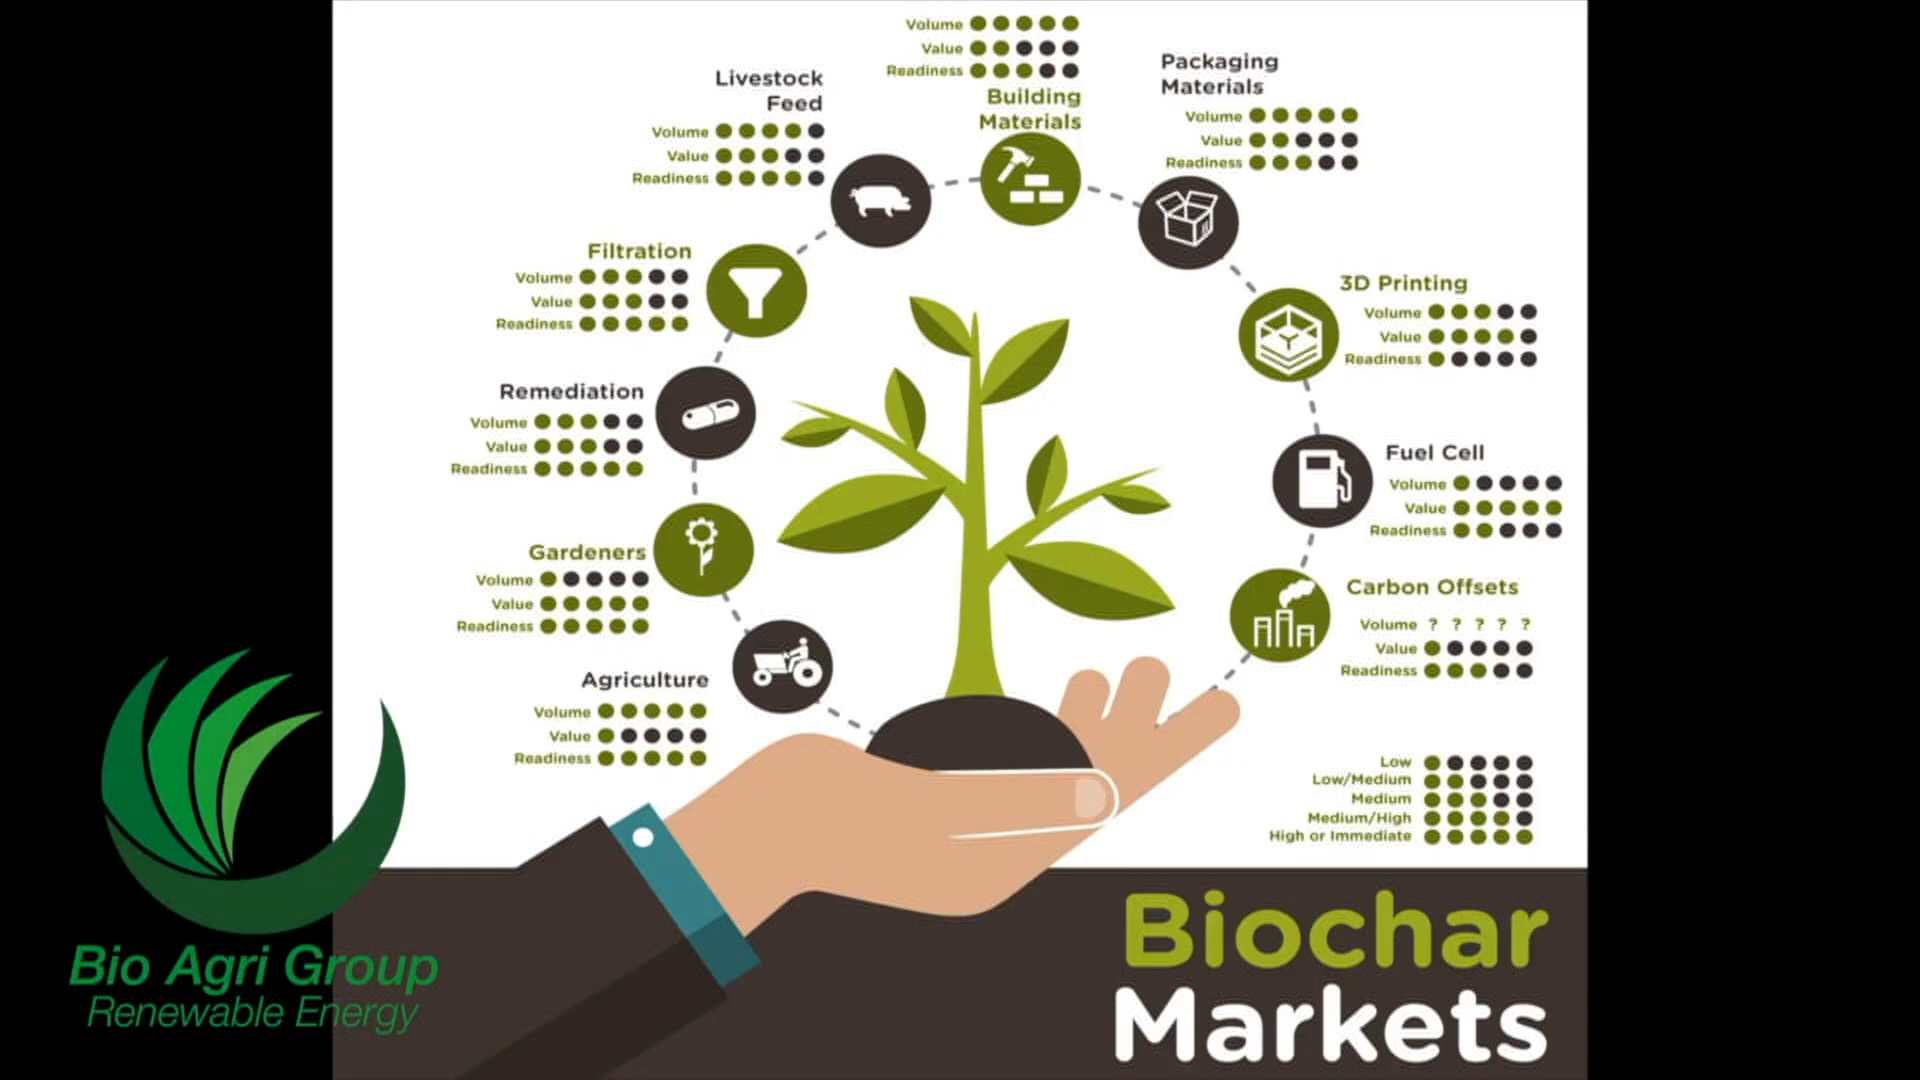 Volume
Value
Readiness
Building
Materials
Livestock
Feed
Volume
Value
Readiness
Packaging
Materials
Volume
Value
Readiness
Filtration
Volume
Value
Readiness
3D Printing
Volume
Value
Readiness
Remediation
Volume
Value
Readiness
Fuel Cell
Volume
Value
Readiness
Gardeners
Volume
Value
Readiness
Carbon Offsets
Volume ? ? ? ? ?
Value
Readiness
Agriculture
Volume
Value
Readiness
Low
Low/Medium
Medium
Medium/High
High or Immediate
Biochar
Markets
Bio Agri Group
Renewable Energy